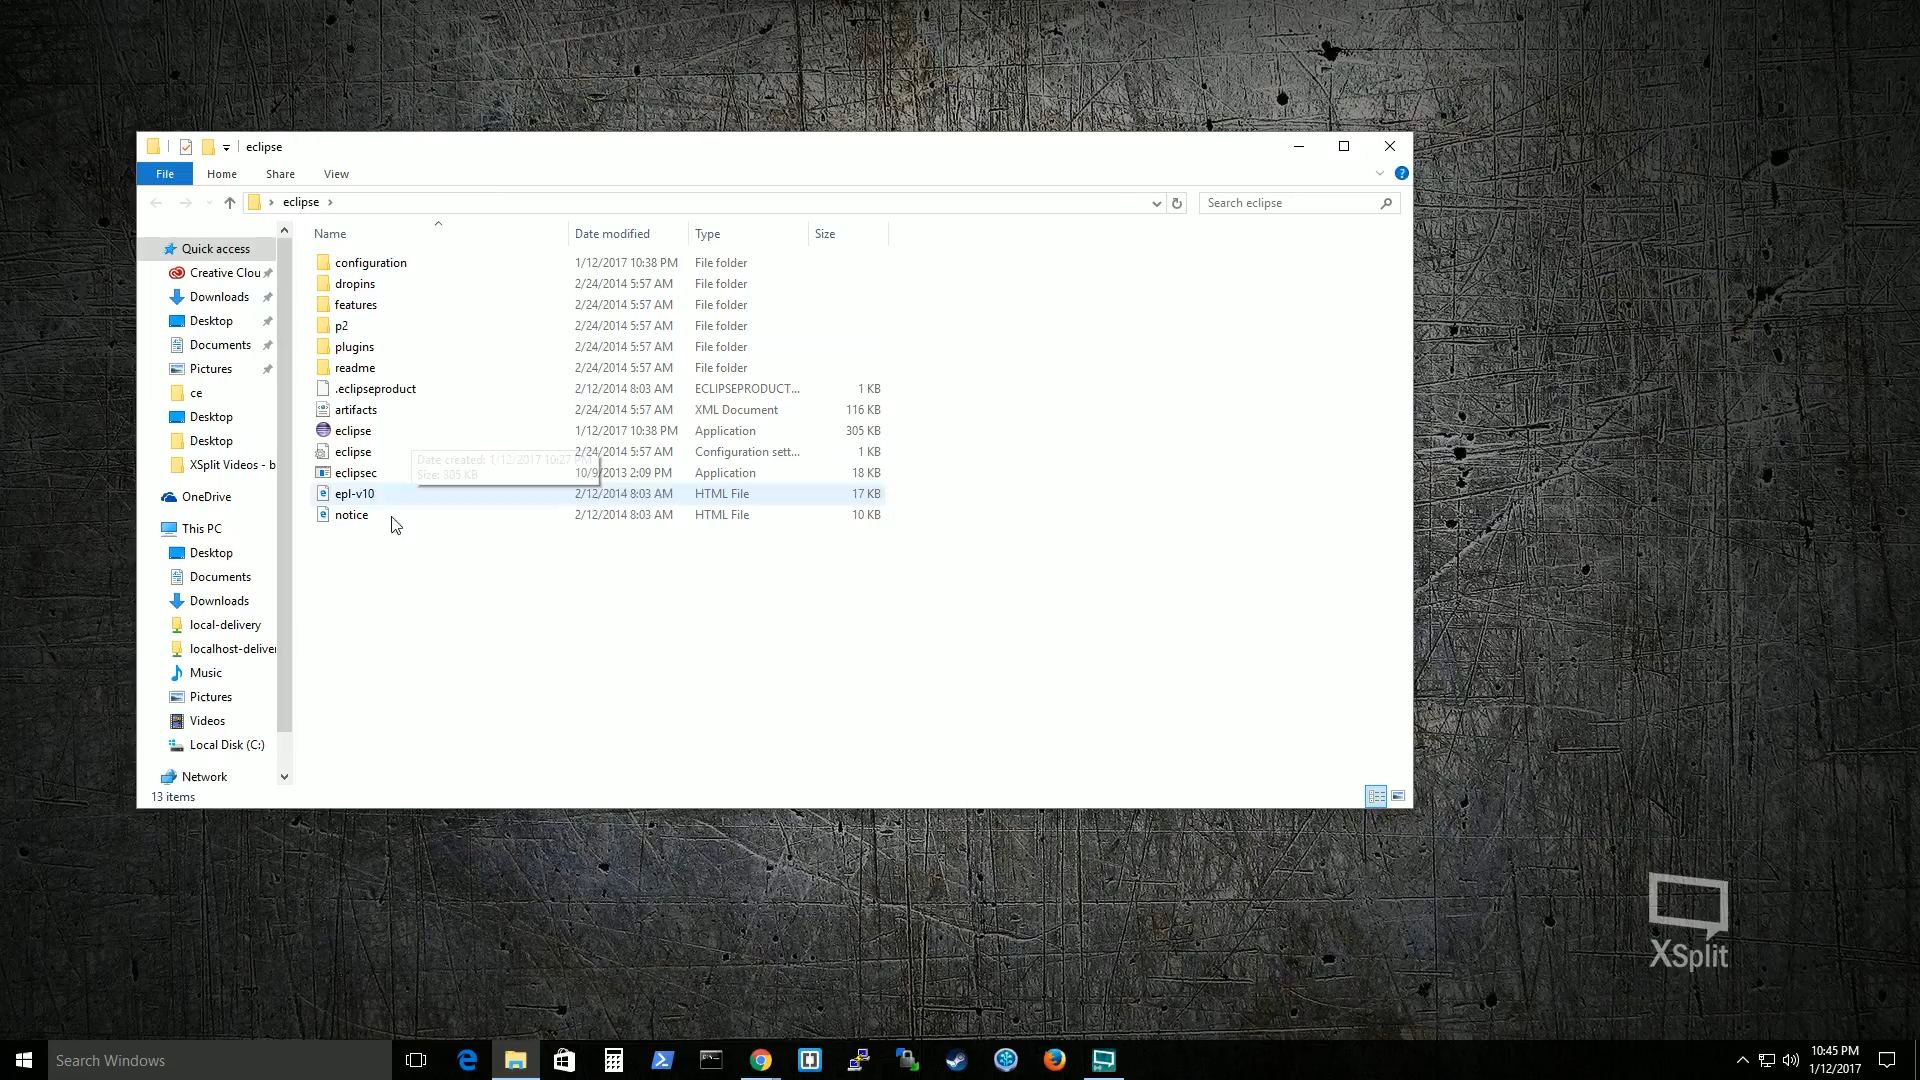 eclipse
File Home Share View
eclipse
Search eclipse
Name Date modified Type Size
Quick access
Creative Clou
Downloads
Desktop
Documents
Pictures
ce
Desktop
Desktop
XSplit Videos - b
OneDrive
This PC
Desktop
Documents
Downloads
local-delivery
localhost-deliver
Music
Pictures
Videos
Local Disk (C:)
Network
configuration 1/12/2017 10:38 PM File folder
dropins 2/24/2014 5:57 AM File folder
features 2/24/2014 5:57 AM File folder
p2 2/24/2014 5:57 AM File folder
plugins 2/24/2014 5:57 AM File folder
readme 2/24/2014 5:57 AM File folder
.eclipseproduct 2/12/2014 8:03 AM ECLIPSEPRODUCT... 1 KB
artifacts 2/24/2014 5:57 AM XML Document 116 KB
eclipse 1/12/2017 10:38 PM Application 305 KB
eclipse 2/24/2014 5:57 AM Configuration sett... 1 KB
Date created: 1/12/2017 10:27 PM
Size: 305 KB
eclipsec 10/9/2013 2:09 PM Application 18 KB
epl-v10 2/12/2014 8:03 AM HTML File 17 KB
notice 2/12/2014 8:03 AM HTML File 10 KB
13 items
XSplit
Search Windows
10:45 PM
1/12/2017